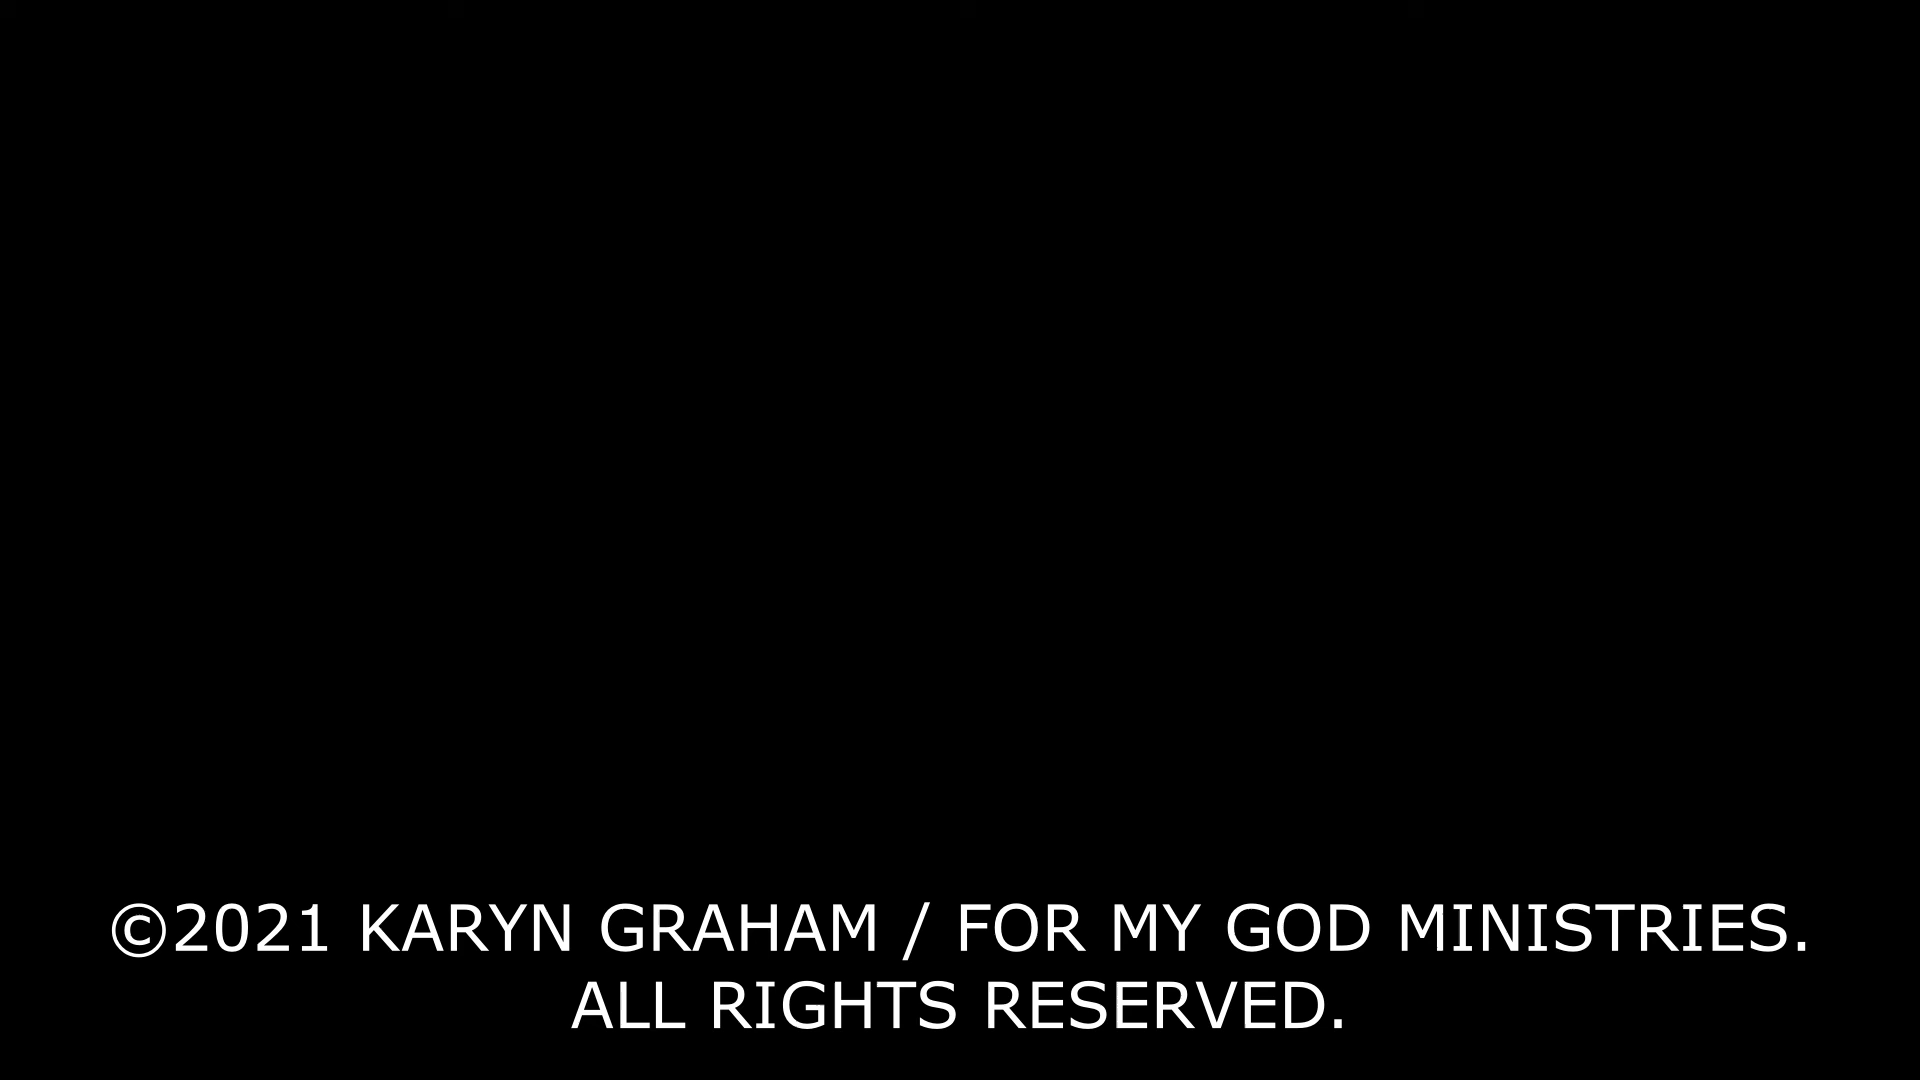 ©2021 KARYN GRAHAM / FOR MY GOD MINISTRIES.
ALL RIGHTS RESERVED.